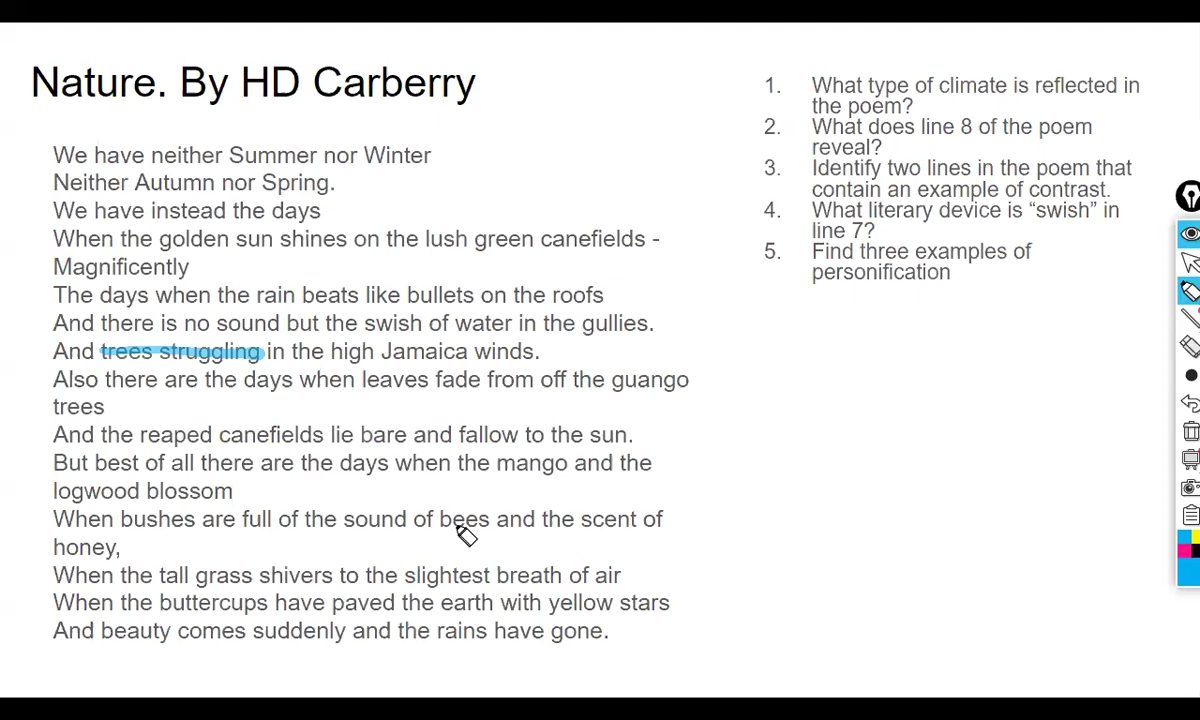 Nature. By HD Carberry
We have neither Summer nor Winter
Neither Autumn nor Spring.
We have instead the days
When the golden sun shines on the lush green canefields -
Magnificently
The days when the rain beats like bullets on the roofs
And there is no sound but the swish of water in the gullies.
And trees struggling in the high Jamaica winds.
Also there are the days when leaves fade from off the guango
trees
And the reaped canefields lie bare and fallow to the sun.
But best of all there are the days when the mango and the
logwood blossom
When bushes are full of the sound of bees and the scent of
honey,
When the tall grass shivers to the slightest breath of air
When the buttercups have paved the earth with yellow stars
And beauty comes suddenly and the rains have gone.
1. What type of climate is reflected in
the poem?
2. What does line 8 of the poem
reveal?
3. Identify two lines in the poem that
contain an example of contrast.
4. What literary device is “swish” in
line 7?
5. Find three examples of
personification